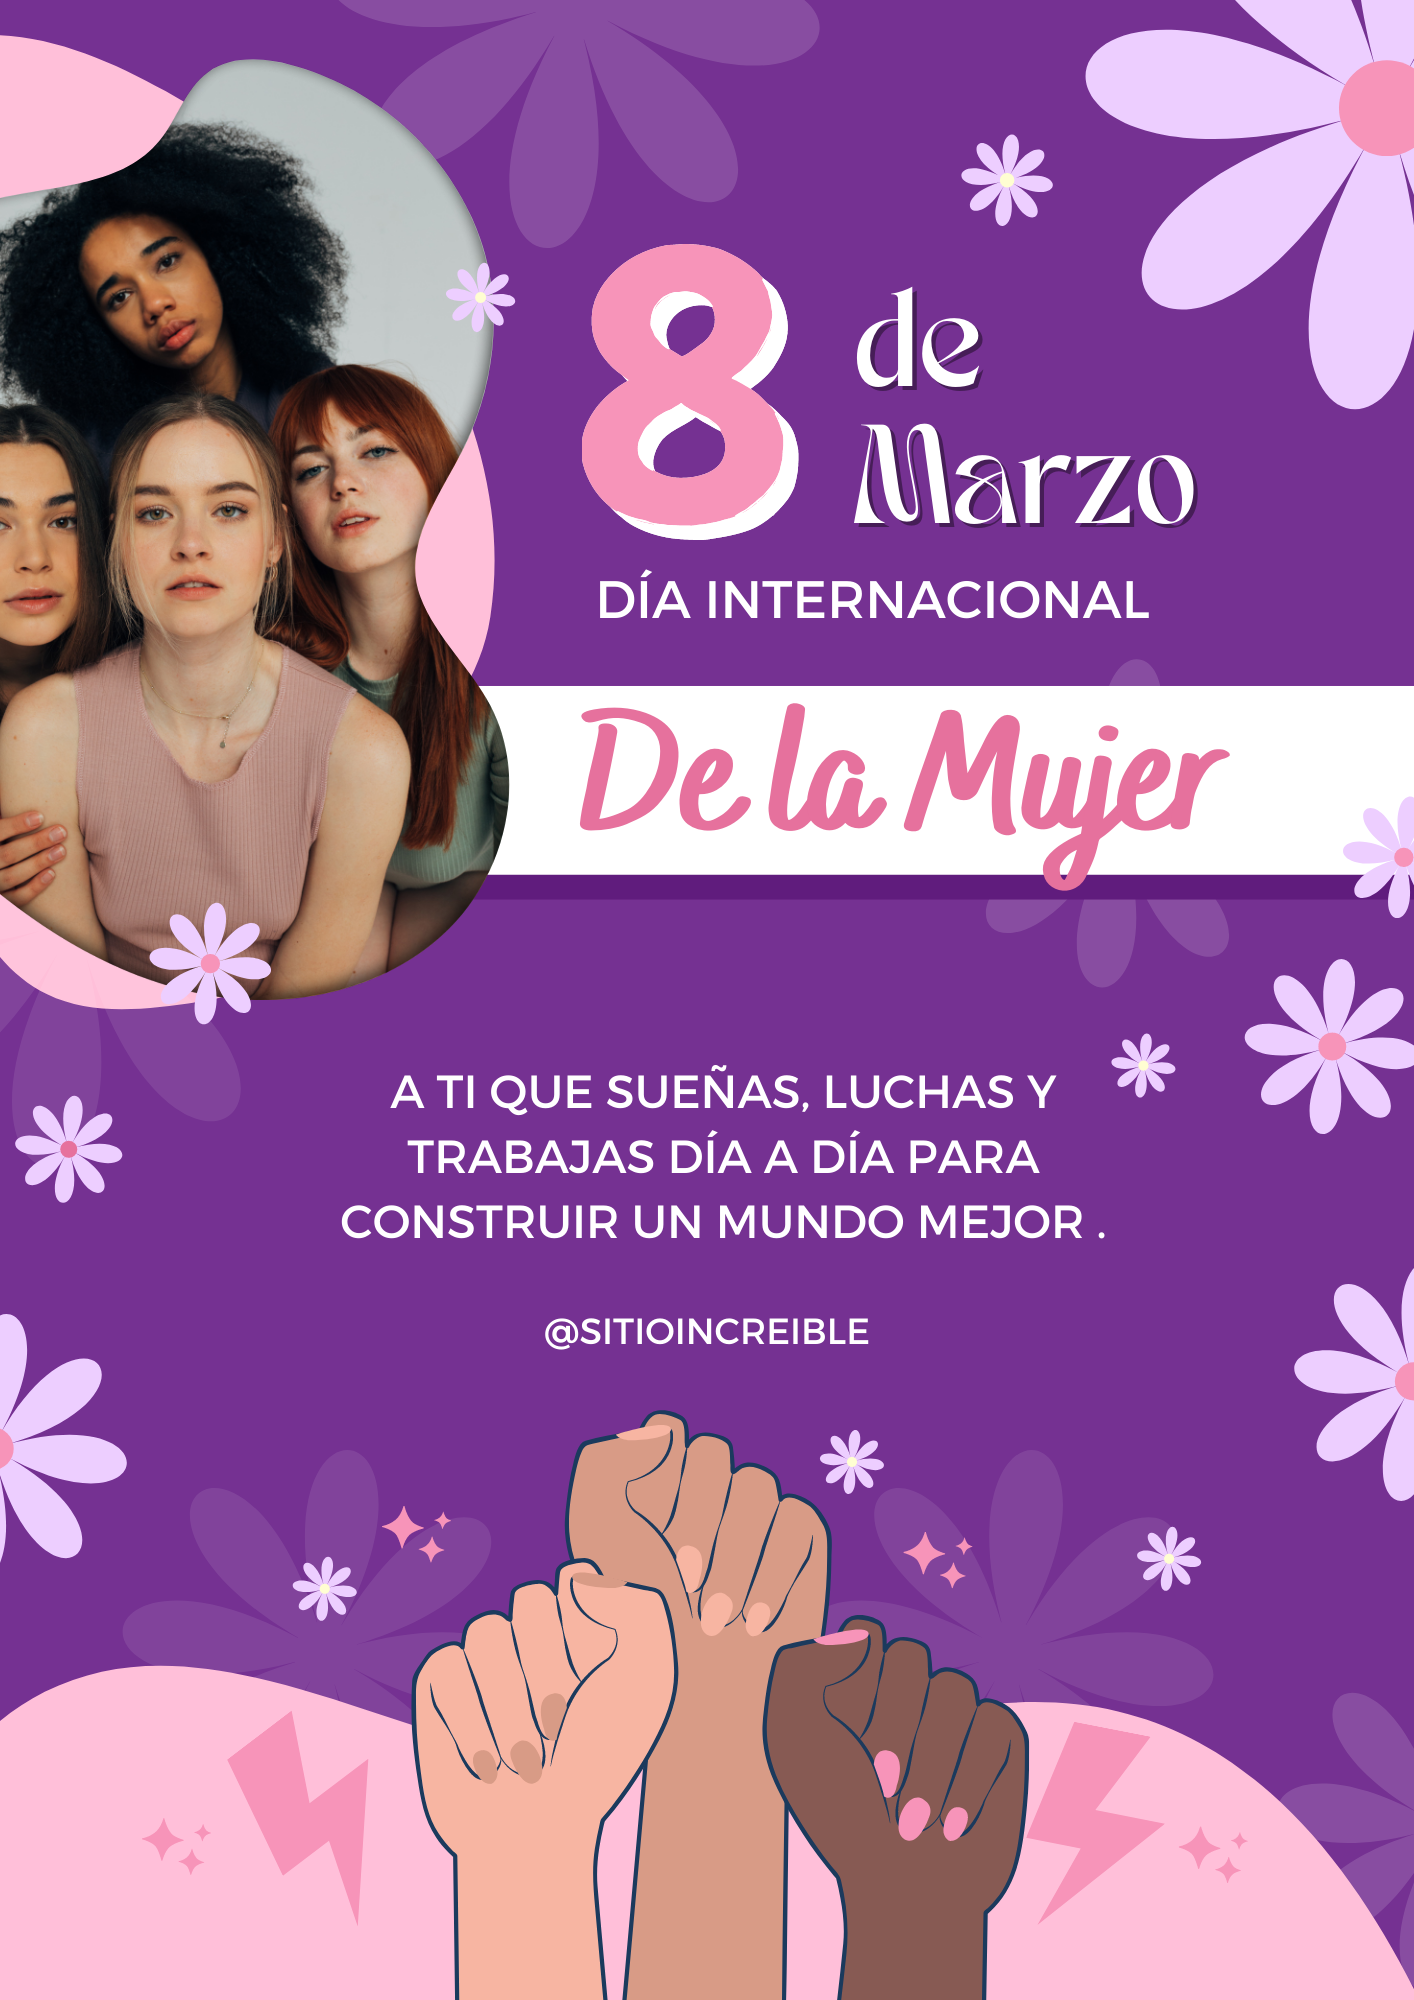 8 de
Marzo
DÍA INTERNACIONAL
De la Mujer
A TI QUE SUEÑAS, LUCHAS Y
TRABAJAS DÍA A DÍA PARA
CONSTRUIR UN MUNDO MEJOR .
@SITIOINCREIBLE